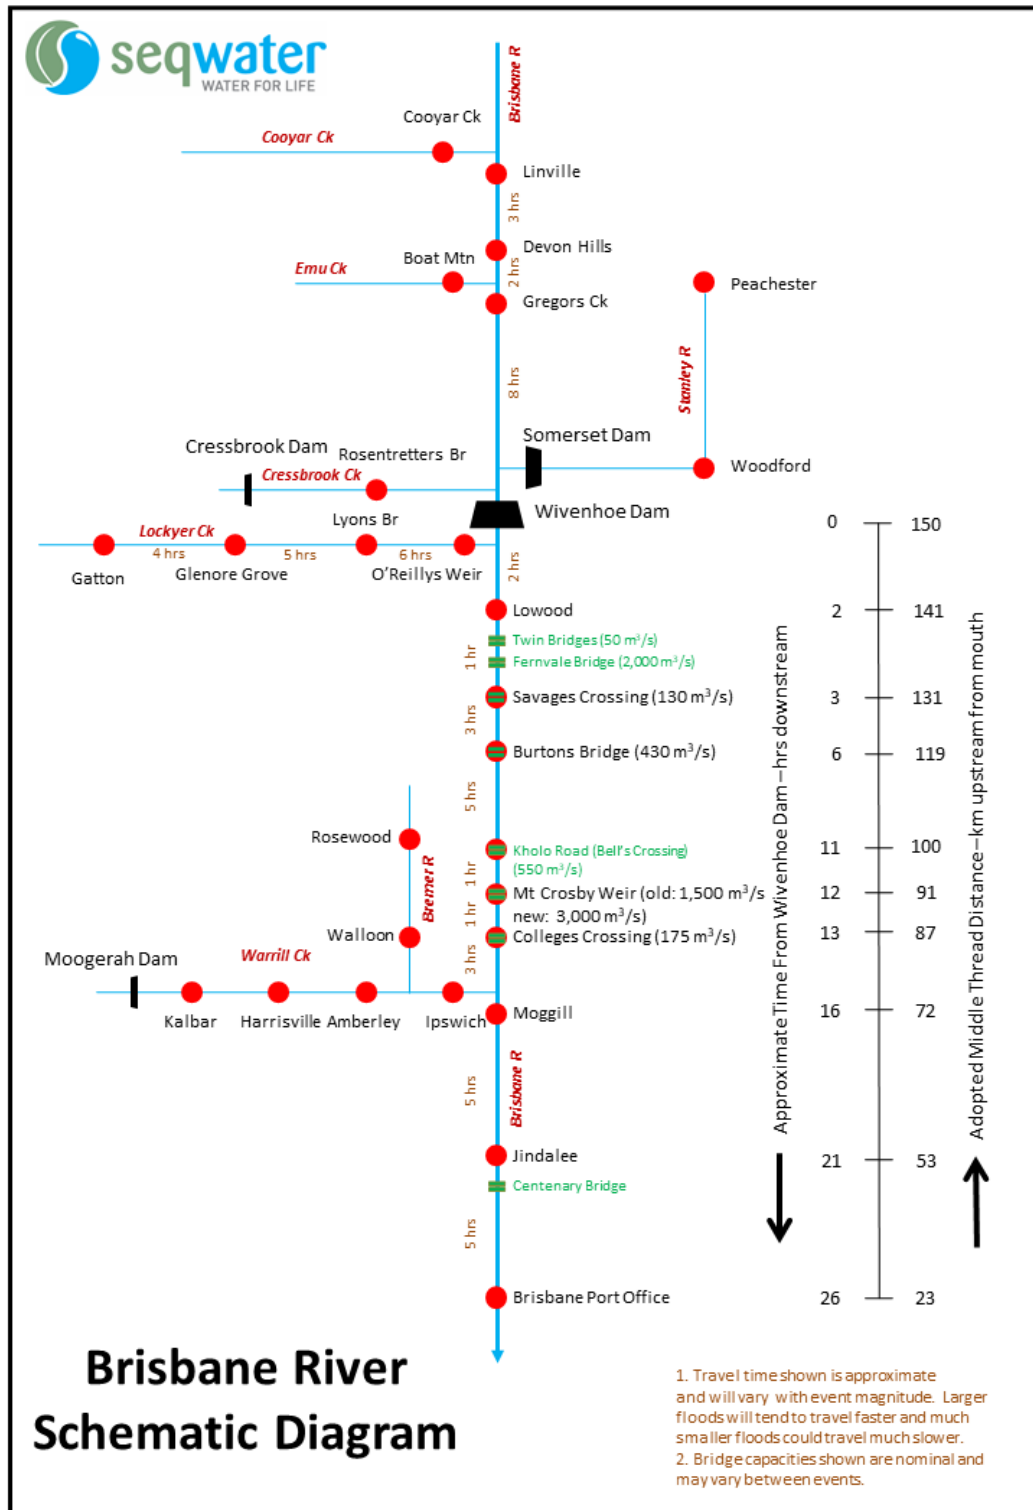 seqwater
WATER FOR LIFE
Brisbane R
Cooyar Ck
Cooyar Ck
Linville
3 hrs
Devon Hills
Boat Mtn
Emu Ck
2 hrs
Gregors Ck
Peachester
Stanley R
8 hrs
Somerset Dam
Cressbrook Dam
Rosentretters Br
Woodford
Cressbrook Ck
Wivenhoe Dam
0 150
Lyons Br
Lockyer Ck
4 hrs 5 hrs 6 hrs
2 hrs
Gatton Glenore Grove O'Reillys Weir
Lowood
2 141
Twin Bridges (50 m³/s)
1 hr
Fernvale Bridge (2,000 m³/s)
Savages Crossing (130 m³/s)
3 131
3 hrs
Burtons Bridge (430 m³/s)
6 119
5 hrs
Rosewood
Kholo Road (Bell's Crossing)
(550 m³/s)
11 100
1 hr
Bremer R
Mt Crosby Weir (old: 1,500 m³/s
new: 3,000 m³/s)
12 91
1 hr
Walloon
Colleges Crossing (175 m³/s)
13 87
3 hrs
Moogerah Dam
Warrill Ck
Kalbar Harrisville Amberley Ipswich
Moggill
16 72
Approximate Time From Wivenhoe Dam – hrs downstream
Adopted Middle Thread Distance – km upstream from mouth
5 hrs
Brisbane R
Jindalee
21 53
Centenary Bridge
5 hrs
Brisbane Port Office
26 23
Brisbane River
Schematic Diagram
1. Travel time shown is approximate
and will vary with event magnitude. Larger
floods will tend to travel faster and much
smaller floods could travel much slower.
2. Bridge capacities shown are nominal and
may vary between events.